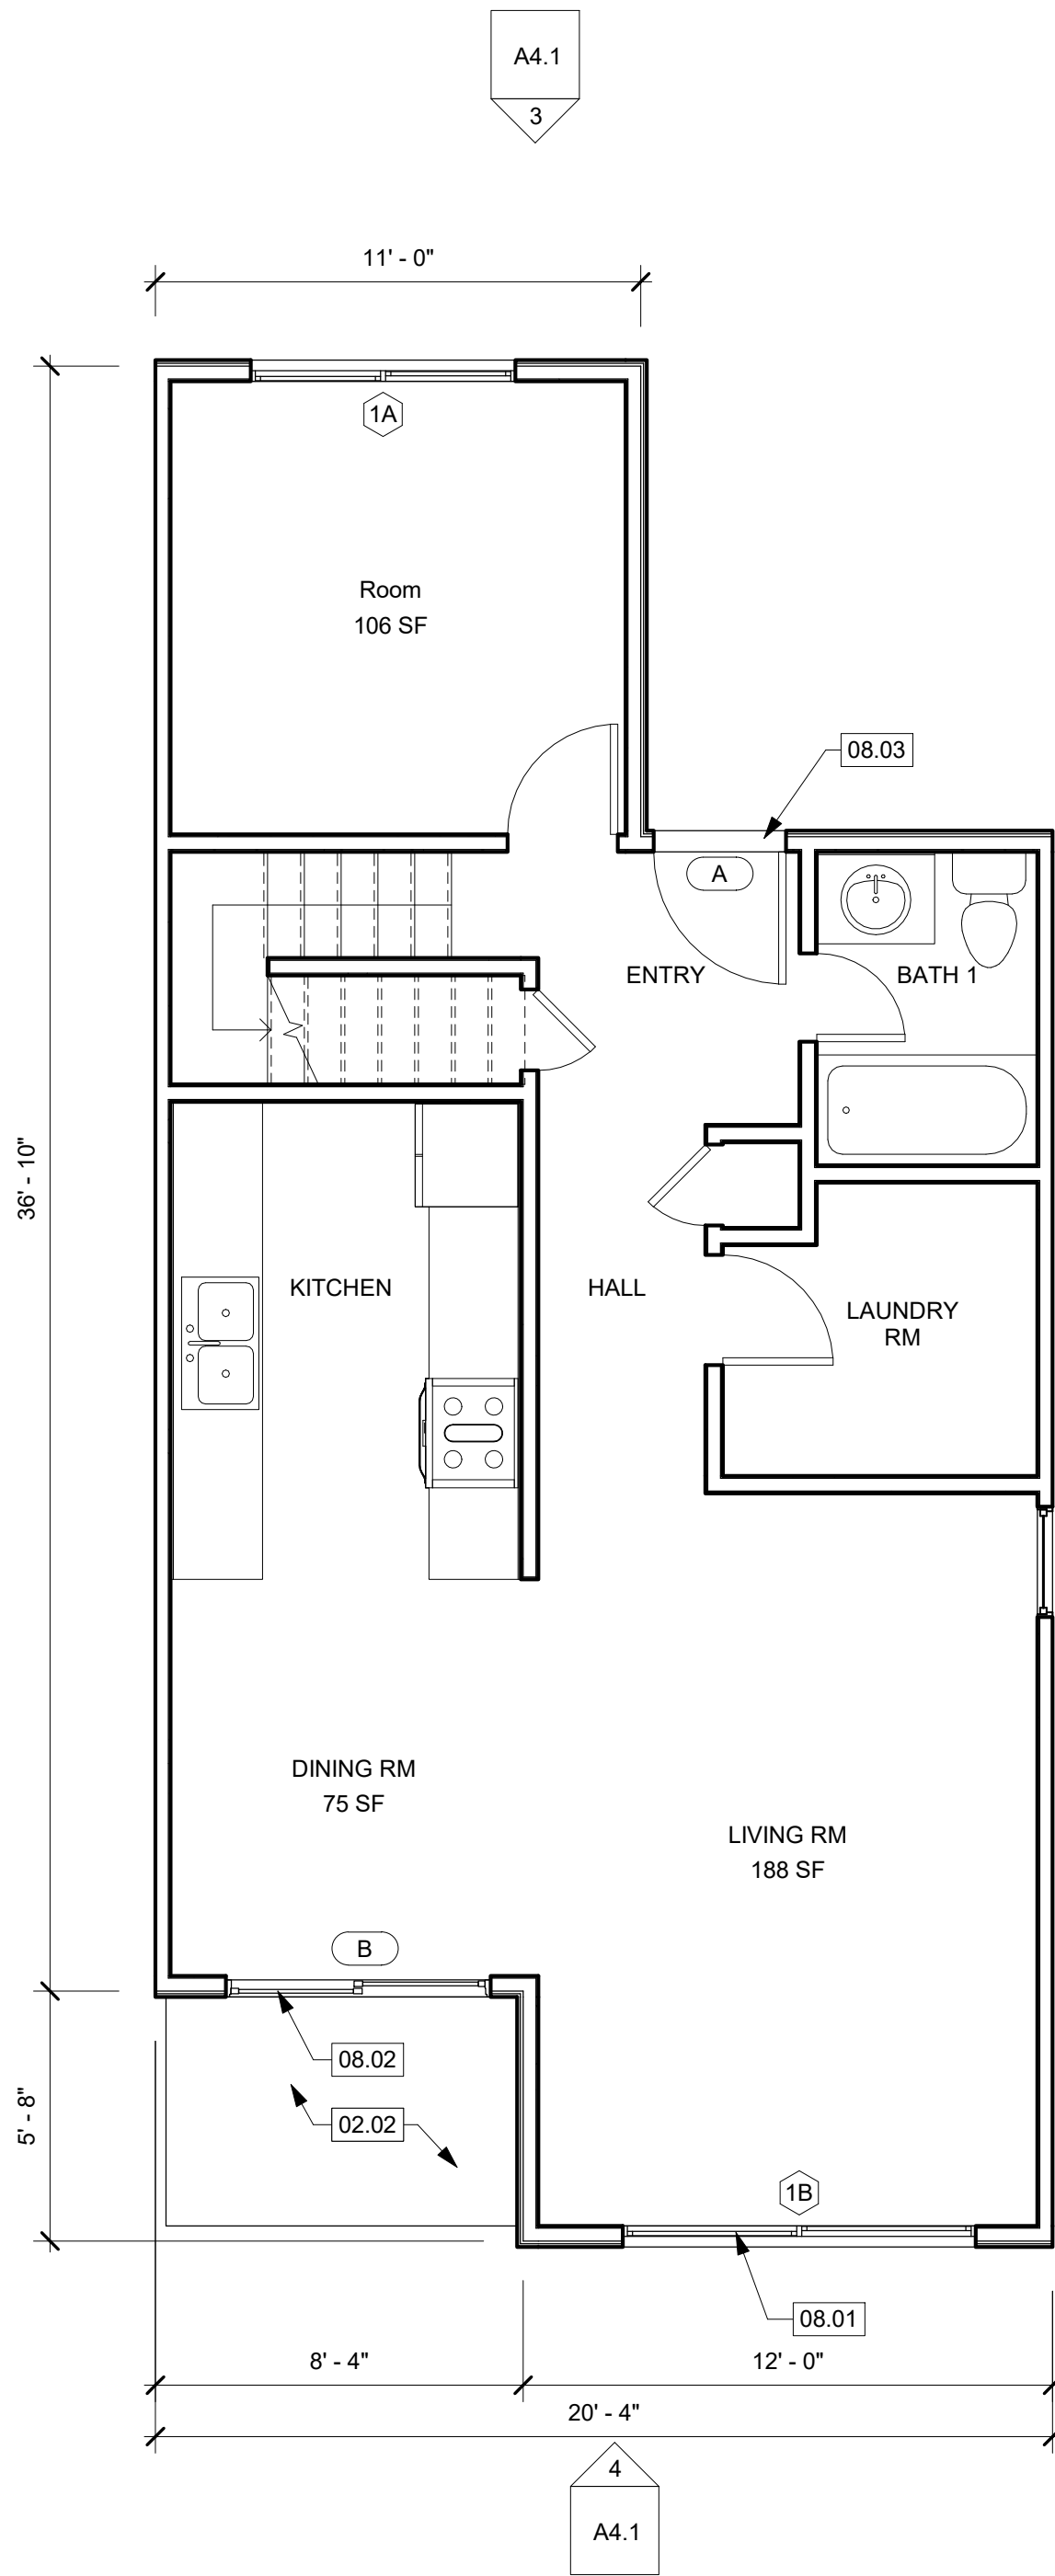 A4.1
3
11' - 0"
1A
Room
106 SF
08.03
A
ENTRY
BATH 1
36' - 10"
KITCHEN
HALL
LAUNDRY
RM
DINING RM
75 SF
LIVING RM
188 SF
B
08.02
5' - 8"
02.02
1B
08.01
8' - 4"
12' - 0"
20' - 4"
4
A4.1